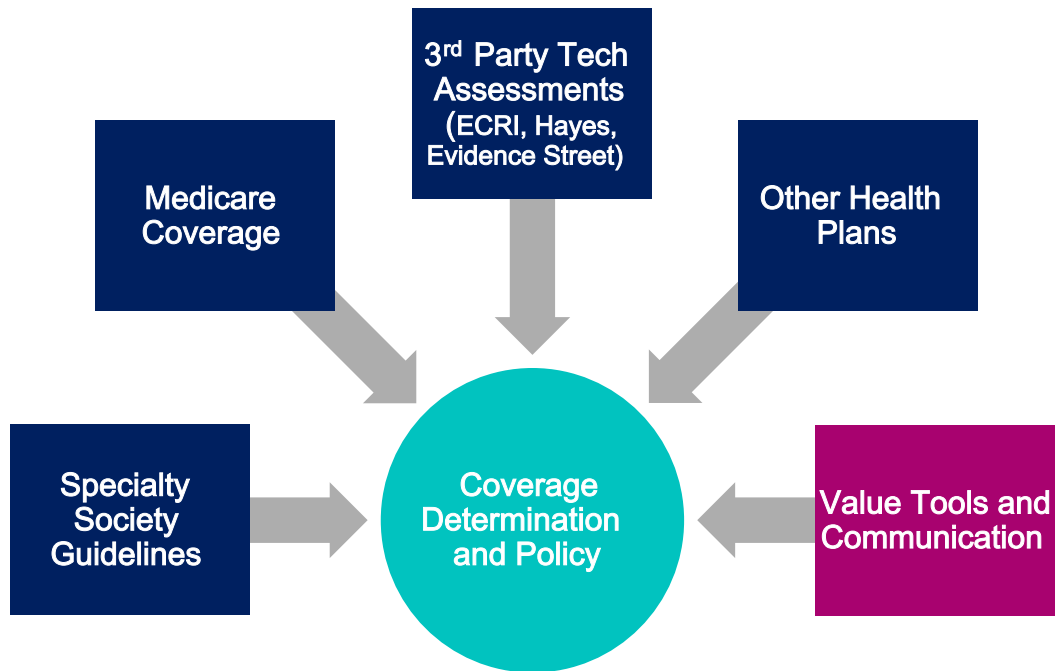 3rd Party Tech
Assessments
(ECRI, Hayes,
Evidence Street)
Medicare
Coverage
Other Health
Plans
Specialty
Society
Guidelines
Coverage
Determination
and Policy
Value Tools and
Communication